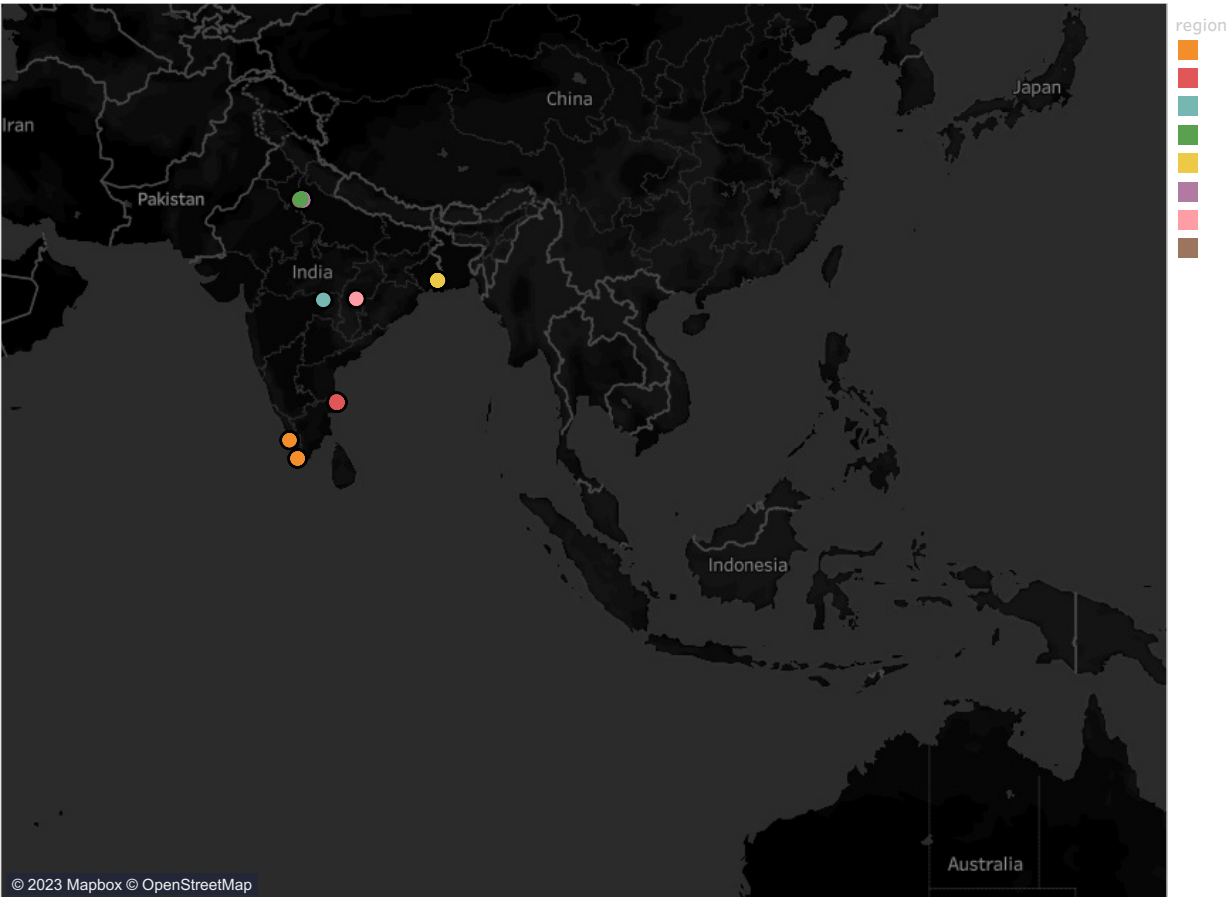 region
China
Japan
Iran
Pakistan
India
Indonesia
Australia
© 2023 Mapbox © OpenStreetMap